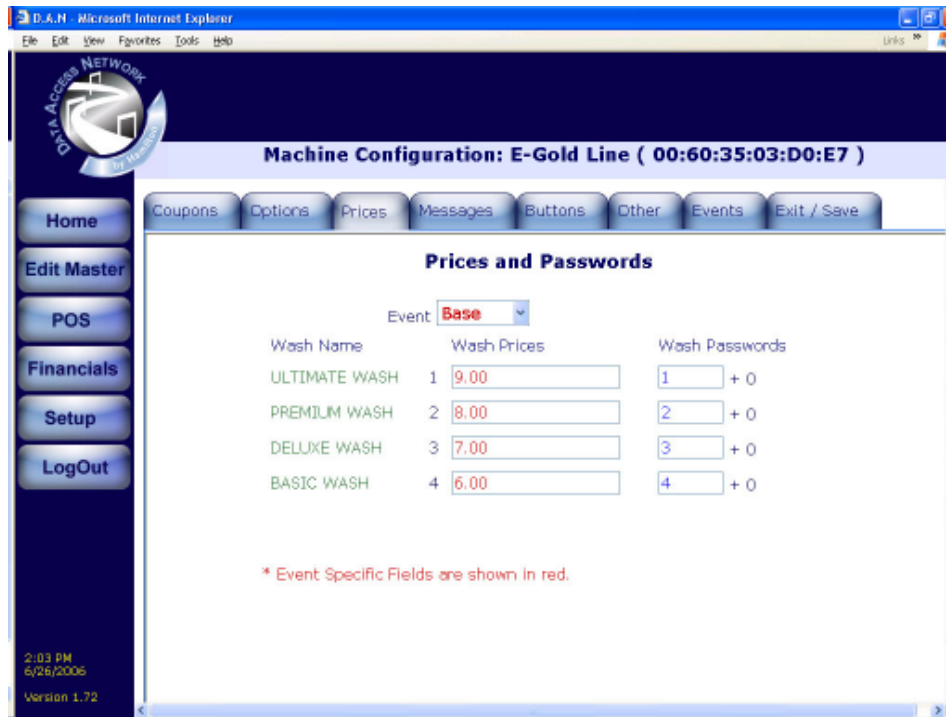 D.A.N - Microsoft Internet Explorer
File Edit View Favorites Tools Help
Links »
DATA ACCESS NETWORK
by Hamilton
Machine Configuration: E-Gold Line ( 00:60:35:03:D0:E7 )
Coupons Options Prices Messages Buttons Other Events Exit / Save
Home
Edit Master
POS
Financials
Setup
LogOut
Prices and Passwords
Event Base
Wash Name Wash Prices Wash Passwords
ULTIMATE WASH 1 9.00 1 + 0
PREMIUM WASH 2 8.00 2 + 0
DELUXE WASH 3 7.00 3 + 0
BASIC WASH 4 6.00 4 + 0
* Event Specific Fields are shown in red.
2:03 PM
6/26/2006
Version 1.72